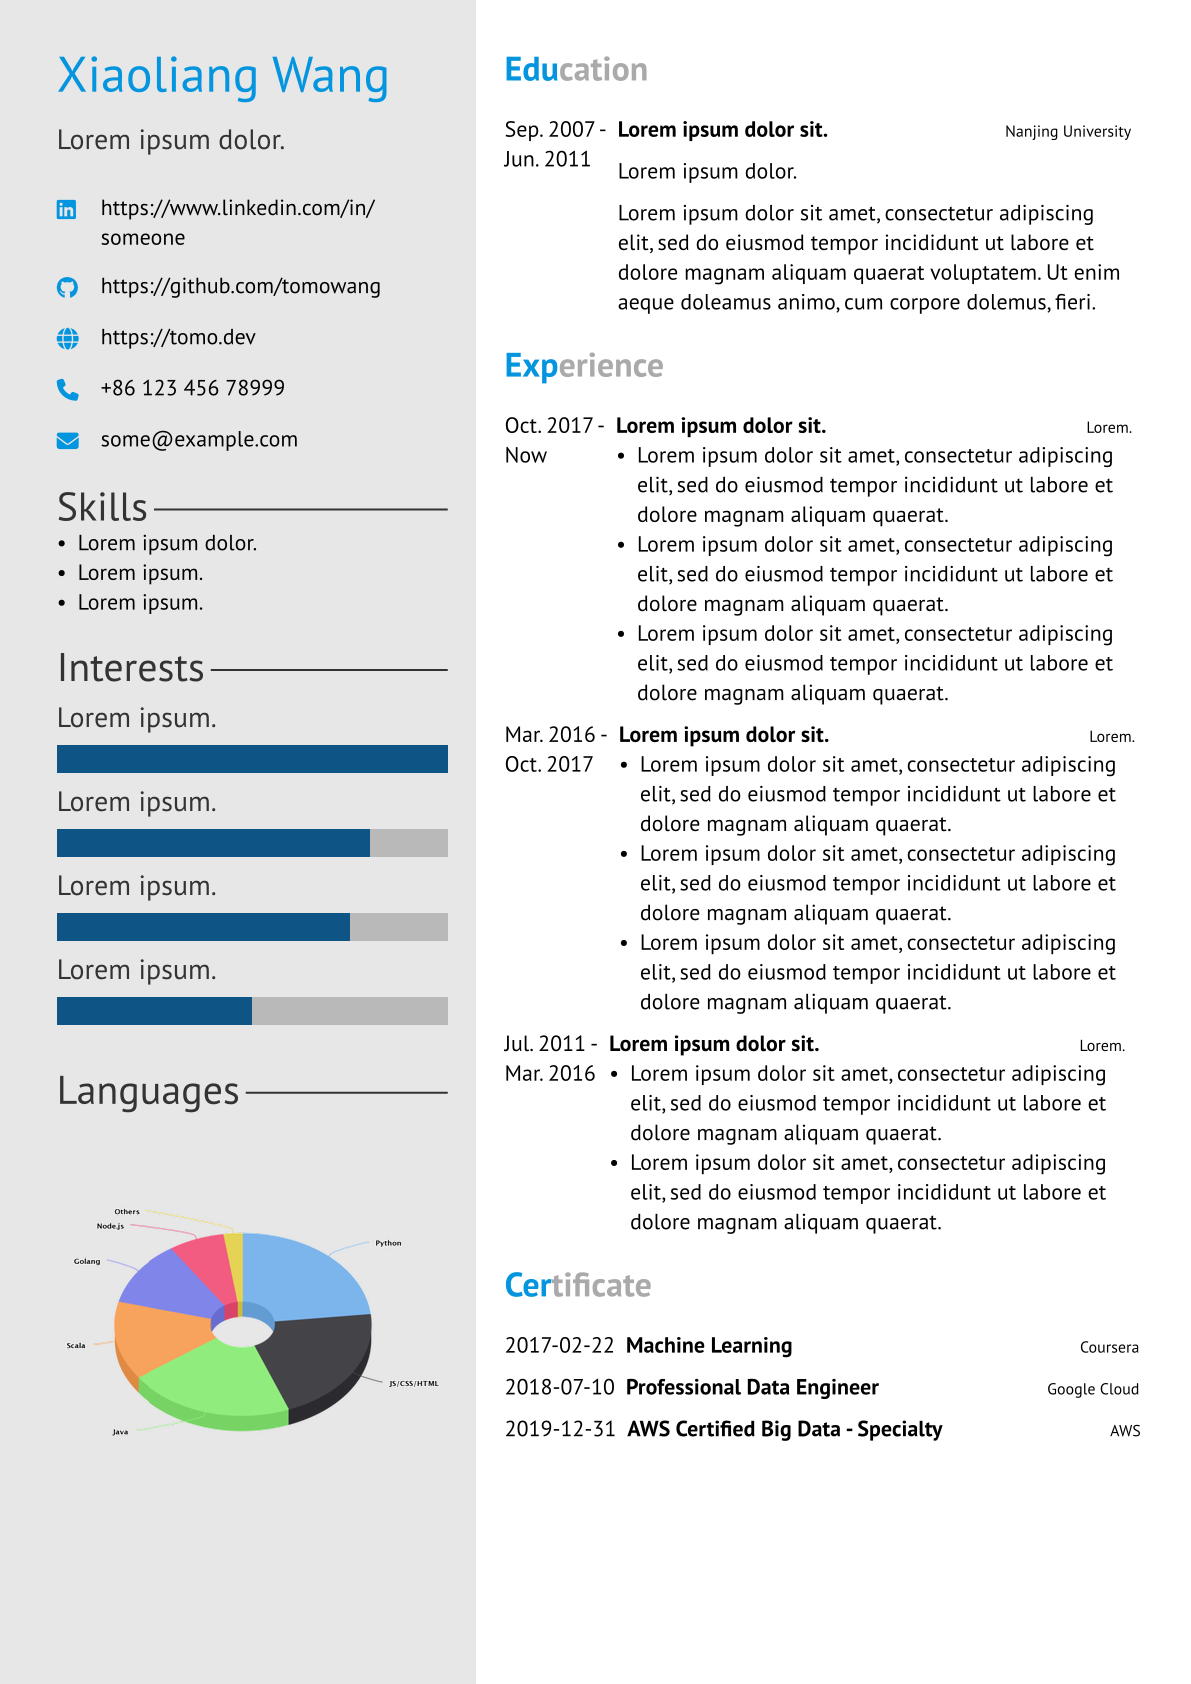 Xiaoliang Wang
Lorem ipsum dolor.
https://www.linkedin.com/in/
someone
https://github.com/tomowang
https://tomo.dev
+86 123 456 78999
some@example.com
Skills
• Lorem ipsum dolor.
• Lorem ipsum.
• Lorem ipsum.
Interests
Lorem ipsum.
Lorem ipsum.
Lorem ipsum.
Lorem ipsum.
Languages
Others
Node.js
Python
Golang
Scala
JS/CSS/HTML
Java
Education
Sep. 2007 - Lorem ipsum dolor sit. Nanjing University
Jun. 2011
Lorem ipsum dolor.
Lorem ipsum dolor sit amet, consectetur adipiscing
elit, sed do eiusmod tempor incididunt ut labore et
dolore magnam aliquam quaerat voluptatem. Ut enim
aeque doleamus animo, cum corpore dolemus, fieri.
Experience
Oct. 2017 - Lorem ipsum dolor sit. Lorem.
Now • Lorem ipsum dolor sit amet, consectetur adipiscing
elit, sed do eiusmod tempor incididunt ut labore et
dolore magnam aliquam quaerat.
• Lorem ipsum dolor sit amet, consectetur adipiscing
elit, sed do eiusmod tempor incididunt ut labore et
dolore magnam aliquam quaerat.
• Lorem ipsum dolor sit amet, consectetur adipiscing
elit, sed do eiusmod tempor incididunt ut labore et
dolore magnam aliquam quaerat.
Mar. 2016 - Lorem ipsum dolor sit. Lorem.
Oct. 2017 • Lorem ipsum dolor sit amet, consectetur adipiscing
elit, sed do eiusmod tempor incididunt ut labore et
dolore magnam aliquam quaerat.
• Lorem ipsum dolor sit amet, consectetur adipiscing
elit, sed do eiusmod tempor incididunt ut labore et
dolore magnam aliquam quaerat.
• Lorem ipsum dolor sit amet, consectetur adipiscing
elit, sed do eiusmod tempor incididunt ut labore et
dolore magnam aliquam quaerat.
Jul. 2011 - Lorem ipsum dolor sit. Lorem.
Mar. 2016 • Lorem ipsum dolor sit amet, consectetur adipiscing
elit, sed do eiusmod tempor incididunt ut labore et
dolore magnam aliquam quaerat.
• Lorem ipsum dolor sit amet, consectetur adipiscing
elit, sed do eiusmod tempor incididunt ut labore et
dolore magnam aliquam quaerat.
Certificate
2017-02-22 Machine Learning Coursera
2018-07-10 Professional Data Engineer Google Cloud
2019-12-31 AWS Certified Big Data - Specialty AWS